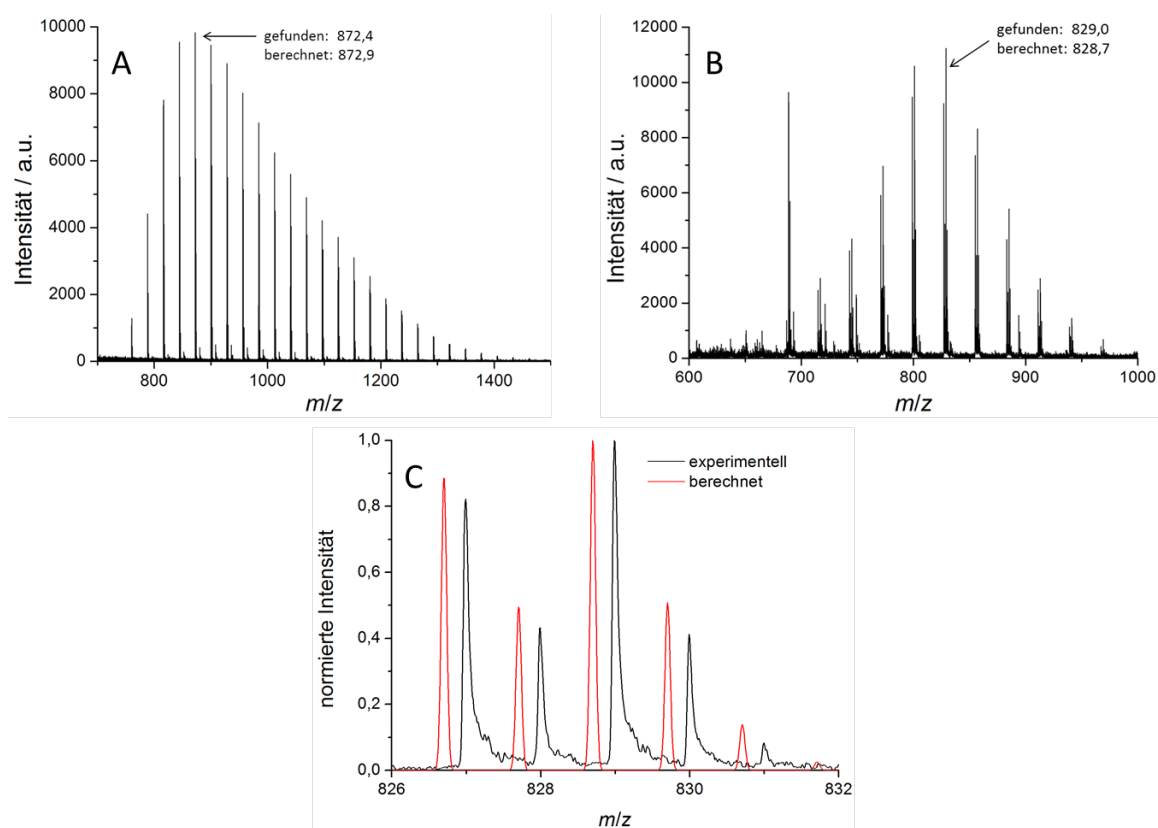 A
gefunden: 872,4
berechnet: 872,9
Intensität / a.u.
10000
8000
6000
4000
2000
0
800
1000
1200
1400
m/z
B
gefunden: 829,0
berechnet: 828,7
Intensität / a.u.
12000
10000
8000
6000
4000
2000
0
600
700
800
900
1000
m/z
C
experimentell
berechnet
normierte Intensität
1,0
0,8
0,6
0,4
0,2
0,0
826
828
830
832
m/z